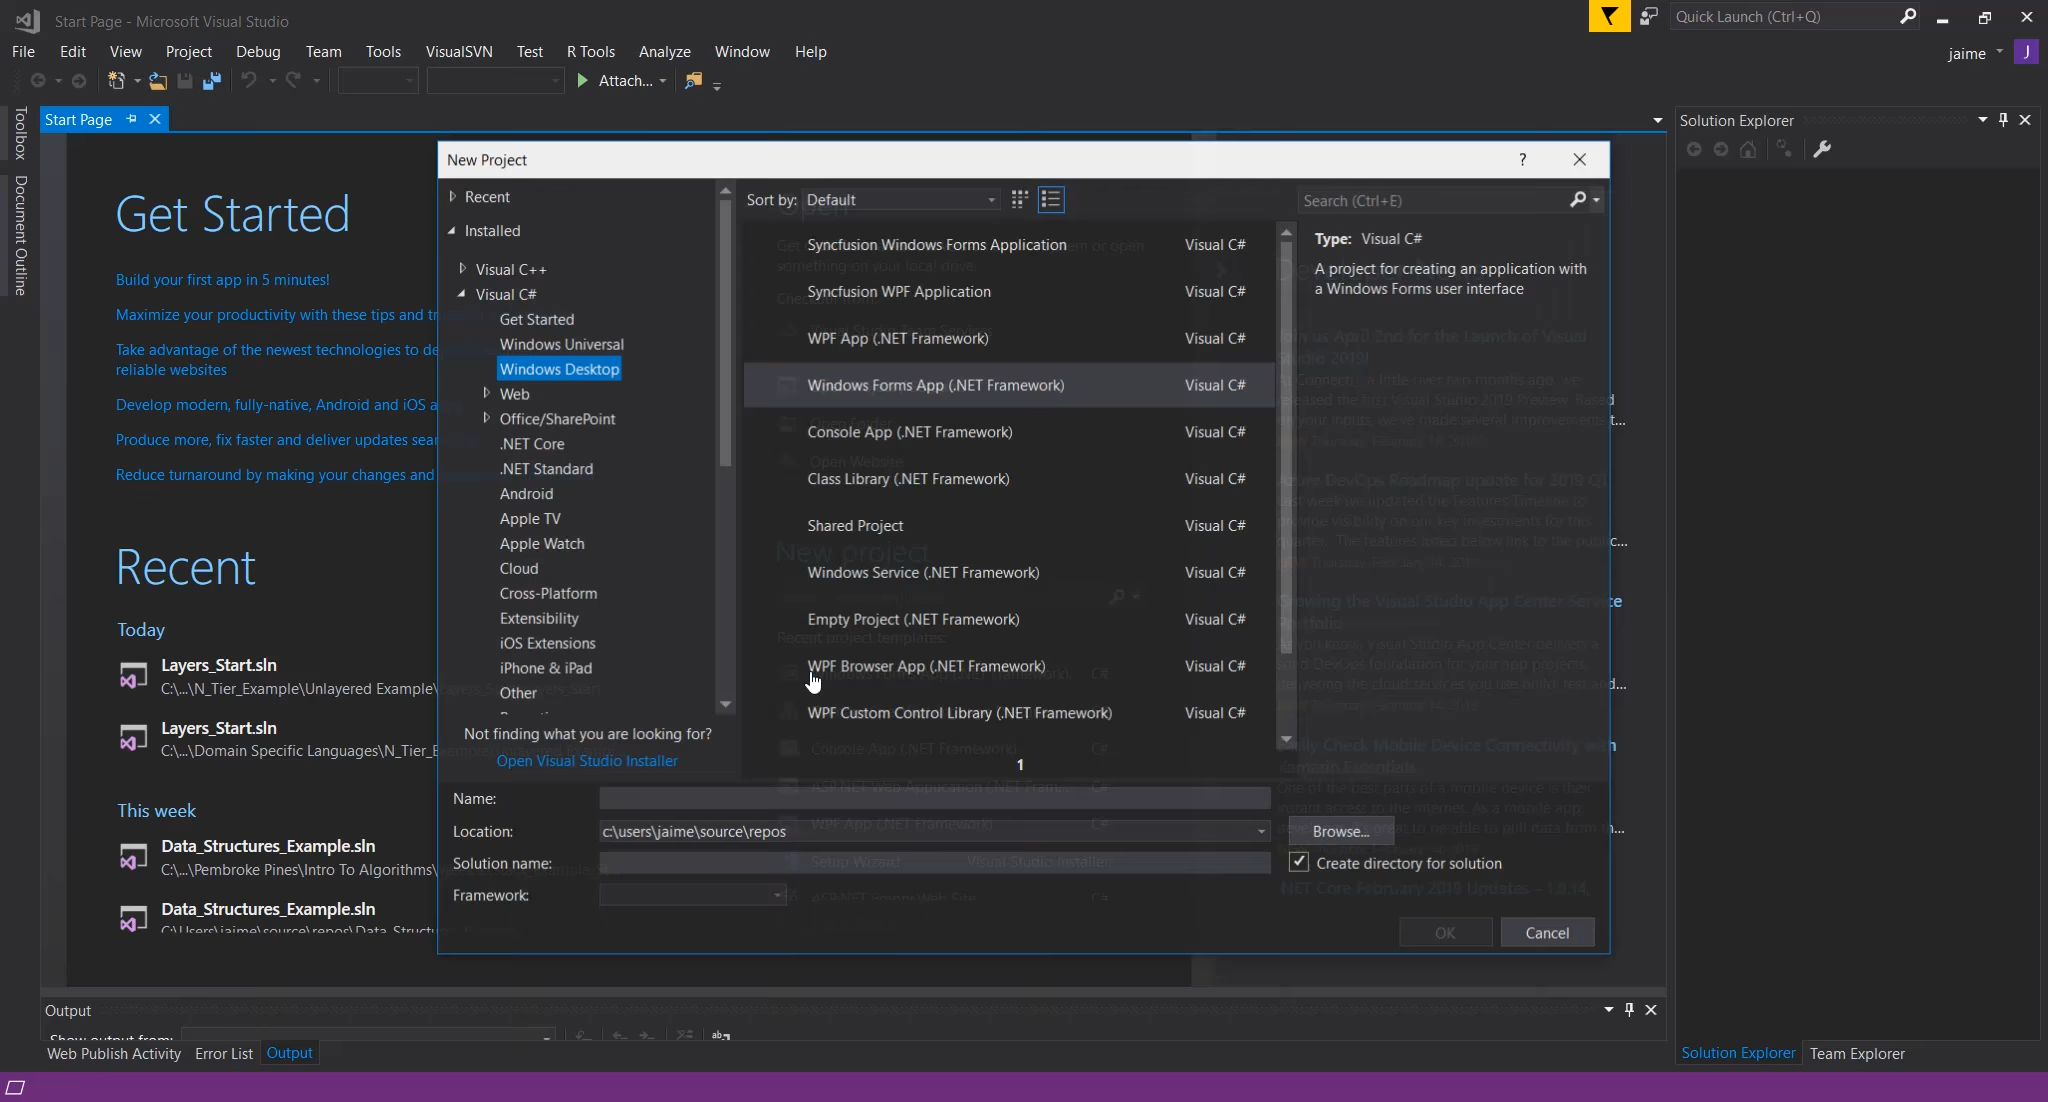 Start Page - Microsoft Visual Studio
Quick Launch (Ctrl+Q)
File Edit View Project Debug Team Tools VisualSVN Test R Tools Analyze Window Help
jaime J
Attach...
Toolbox
Document Outline
Start Page
Solution Explorer
Get Started
Build your first app in 5 minutes!
Maximize your productivity with these tips and
Take advantage of the newest technologies to
reliable websites
Develop modern, fully-native, Android and iOS
Produce more, fix faster and deliver updates
Reduce turnaround by making your changes and
Recent
Today
Layers_Start.sln
C:\...\N_Tier_Example\Unlayered Example\
Layers_Start.sln
C:\...\Domain Specific Languages\N_Tier_
This week
Data_Structures_Example.sln
C:\...\Pembroke Pines\Intro To Algorithms\
Data_Structures_Example.sln
C:\Users\jaime\source\repos\Data_Struct
New Project
?
Recent
Installed
Visual C++
Visual C#
Get Started
Windows Universal
Windows Desktop
Web
Office/SharePoint
.NET Core
.NET Standard
Android
Apple TV
Apple Watch
Cloud
Cross-Platform
Extensibility
iOS Extensions
iPhone & iPad
Other
Not finding what you are looking for?
Open Visual Studio Installer
Sort by: Default
Search (Ctrl+E)
Syncfusion Windows Forms Application Visual C#
Syncfusion WPF Application Visual C#
WPF App (.NET Framework) Visual C#
Windows Forms App (.NET Framework) Visual C#
Console App (.NET Framework) Visual C#
Class Library (.NET Framework) Visual C#
Shared Project Visual C#
Windows Service (.NET Framework) Visual C#
Empty Project (.NET Framework) Visual C#
WPF Browser App (.NET Framework) Visual C#
WPF Custom Control Library (.NET Framework) Visual C#
1
Type: Visual C#
A project for creating an application with
a Windows Forms user interface
Name:
Location: c:\users\jaime\source\repos
Browse...
Solution name:
Create directory for solution
Framework:
OK
Cancel
Output
Show output from:
Web Publish Activity Error List Output
Solution Explorer Team Explorer